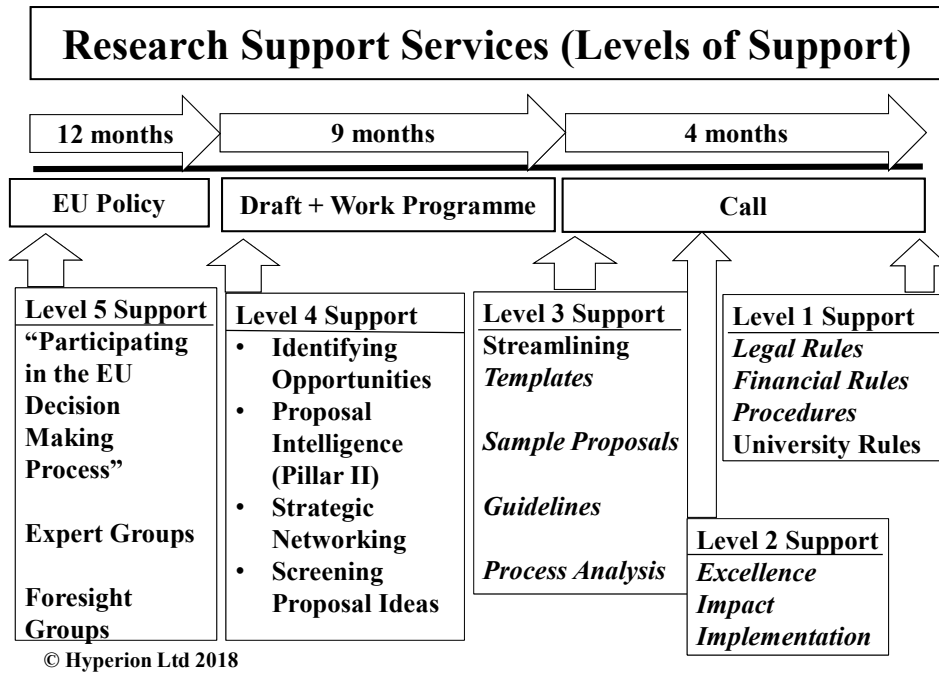 Research Support Services (Levels of Support)
12 months
9 months
4 months
EU Policy
Draft + Work Programme
Call
Level 5 Support
“Participating
in the EU
Decision
Making
Process”
Expert Groups
Foresight
Groups
Level 4 Support
• Identifying
Opportunities
• Proposal
Intelligence
(Pillar II)
• Strategic
Networking
• Screening
Proposal Ideas
Level 3 Support
Streamlining
Templates
Sample Proposals
Guidelines
Process Analysis
Level 2 Support
Excellence
Impact
Implementation
Level 1 Support
Legal Rules
Financial Rules
Procedures
University Rules
© Hyperion Ltd 2018